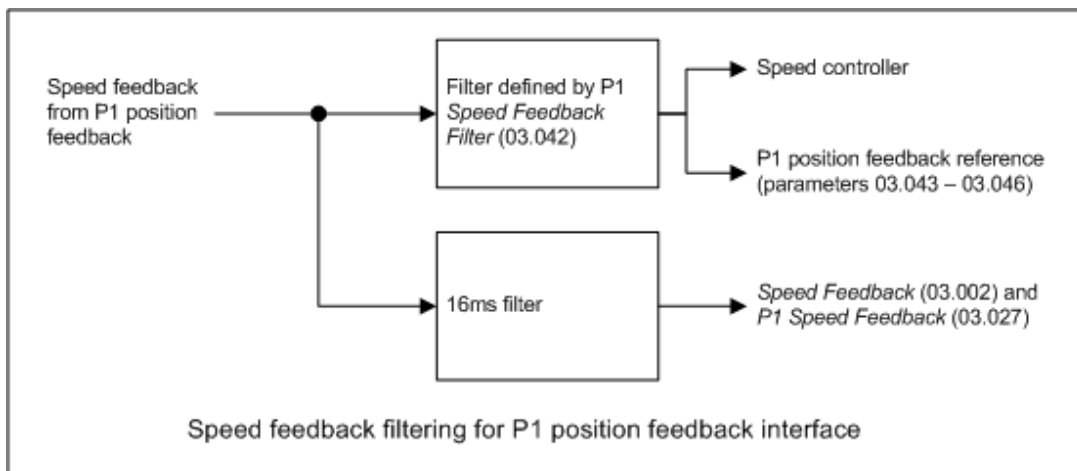 Speed feedback
from P1 position
feedback
Filter defined by P1
Speed Feedback
Filter (03.042)
Speed controller
P1 position feedback reference
(parameters 03.043 – 03.046)
16ms filter
Speed Feedback (03.002) and
P1 Speed Feedback (03.027)
Speed feedback filtering for P1 position feedback interface